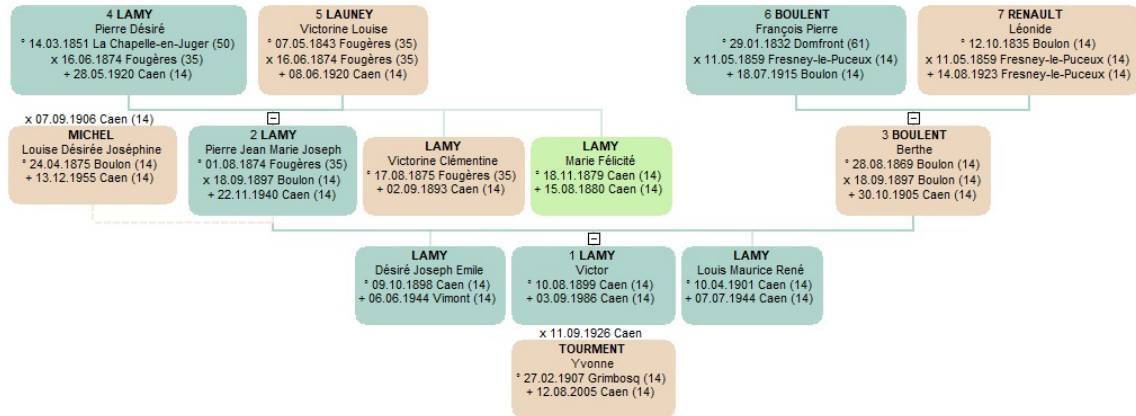 4 LAMY
Pierre Désiré
° 14.03.1851 La Chapelle-en-Juger (50)
x 16.06.1874 Fougères (35)
+ 28.05.1920 Caen (14)
5 LAUNEY
Victorine Louise
° 07.05.1843 Fougères (35)
x 16.06.1874 Fougères (35)
+ 08.06.1920 Caen (14)
6 BOULENT
François Pierre
° 29.01.1832 Domfront (61)
x 11.05.1859 Fresney-le-Puceux (14)
+ 18.07.1915 Boulon (14)
7 RENAULT
Léonide
° 12.10.1835 Boulon (14)
x 11.05.1859 Fresney-le-Puceux (14)
+ 14.08.1923 Fresney-le-Puceux (14)
x 07.09.1906 Caen (14)
MICHEL
Louise Désirée Joséphine
° 24.04.1875 Boulon (14)
+ 13.12.1955 Caen (14)
2 LAMY
Pierre Jean Marie Joseph
° 01.08.1874 Fougères (35)
x 18.09.1897 Boulon (14)
+ 22.11.1940 Caen (14)
LAMY
Victorine Clémentine
° 17.08.1875 Fougères (35)
+ 02.09.1893 Caen (14)
LAMY
Marie Félicité
° 18.11.1879 Caen (14)
+ 15.08.1880 Caen (14)
3 BOULENT
Berthe
° 28.08.1869 Boulon (14)
x 18.09.1897 Boulon (14)
+ 30.10.1905 Caen (14)
LAMY
Désiré Joseph Emile
° 09.10.1898 Caen (14)
+ 06.06.1944 Vimont (14)
1 LAMY
Victor
° 10.08.1899 Caen (14)
+ 03.09.1986 Caen (14)
LAMY
Louis Maurice René
° 10.04.1901 Caen (14)
+ 07.07.1944 Caen (14)
x 11.09.1926 Caen
TOURMENT
Yvonne
° 27.02.1907 Grimbosq (14)
+ 12.08.2005 Caen (14)